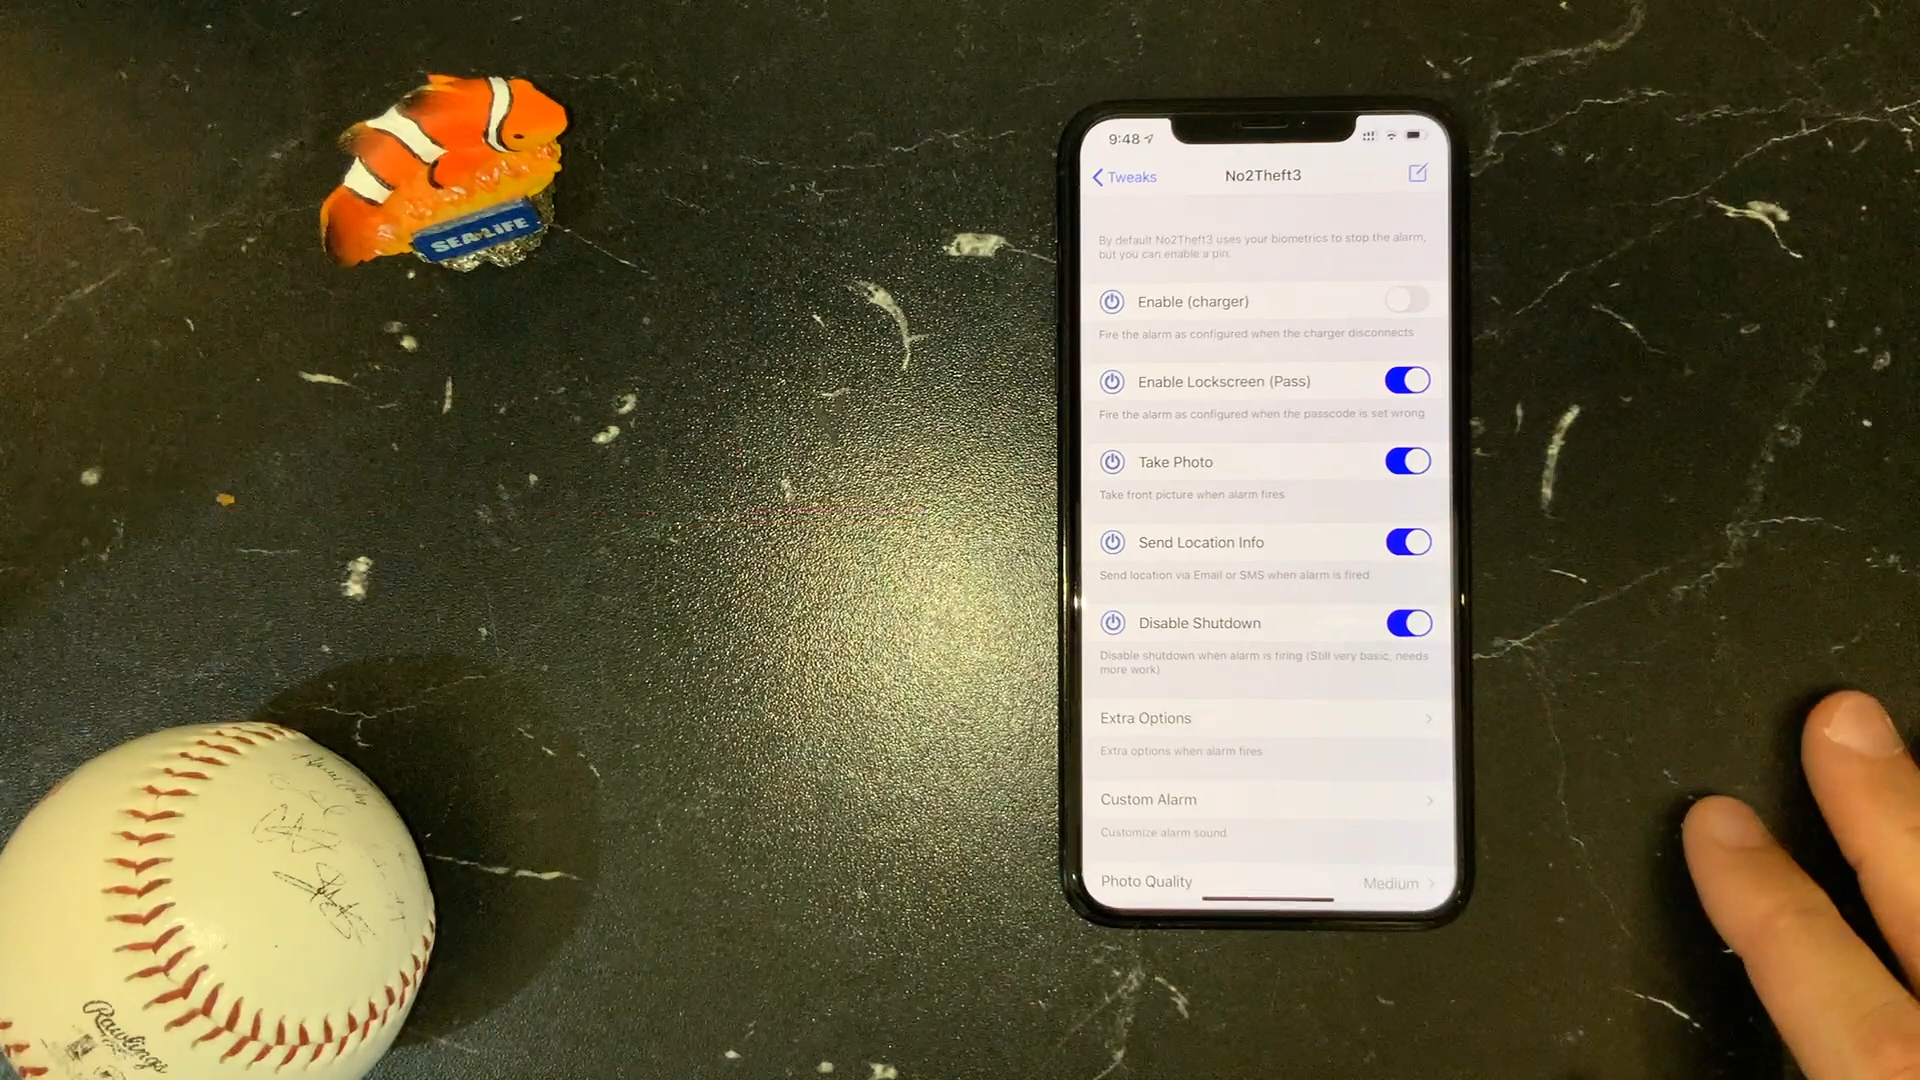 SEA LIFE
9:48
Tweaks
No2Theft3
By default No2Theft3 uses your biometrics to stop the alarm,
but you can enable a pin.
Enable (charger)
Fire the alarm as configured when the charger disconnects
Enable Lockscreen (Pass)
Fire the alarm as configured when the passcode is set wrong
Take Photo
Take front picture when alarm fires
Send Location Info
Send location via Email or SMS when alarm is fired
Disable Shutdown
Disable shutdown when alarm is firing (Still very basic, needs
more work)
Extra Options
Extra options when alarm fires
Custom Alarm
Customize alarm sound
Photo Quality Medium
Rawlings